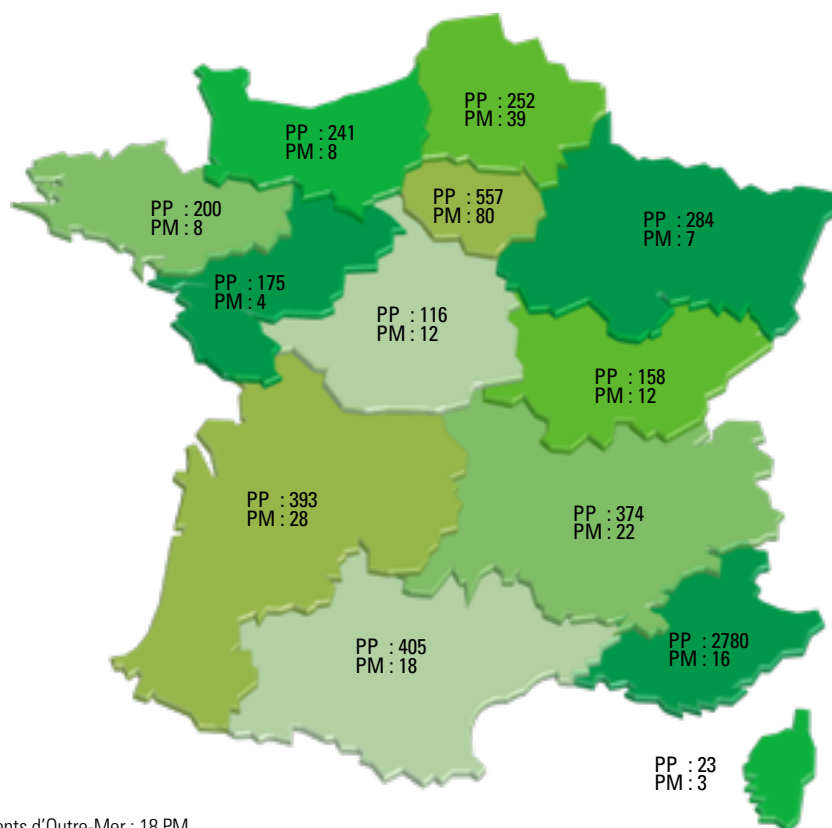 PP : 252
PM : 39
PP : 241
PM : 8
PP : 557
PM : 80
PP : 200
PM : 8
PP : 284
PM : 7
PP : 175
PM : 4
PP : 116
PM : 12
PP : 158
PM : 12
PP : 393
PM : 28
PP : 374
PM : 22
PP : 405
PM : 18
PP : 2780
PM : 16
PP : 23
PM : 3
d'Outre-Mer : 18 PM